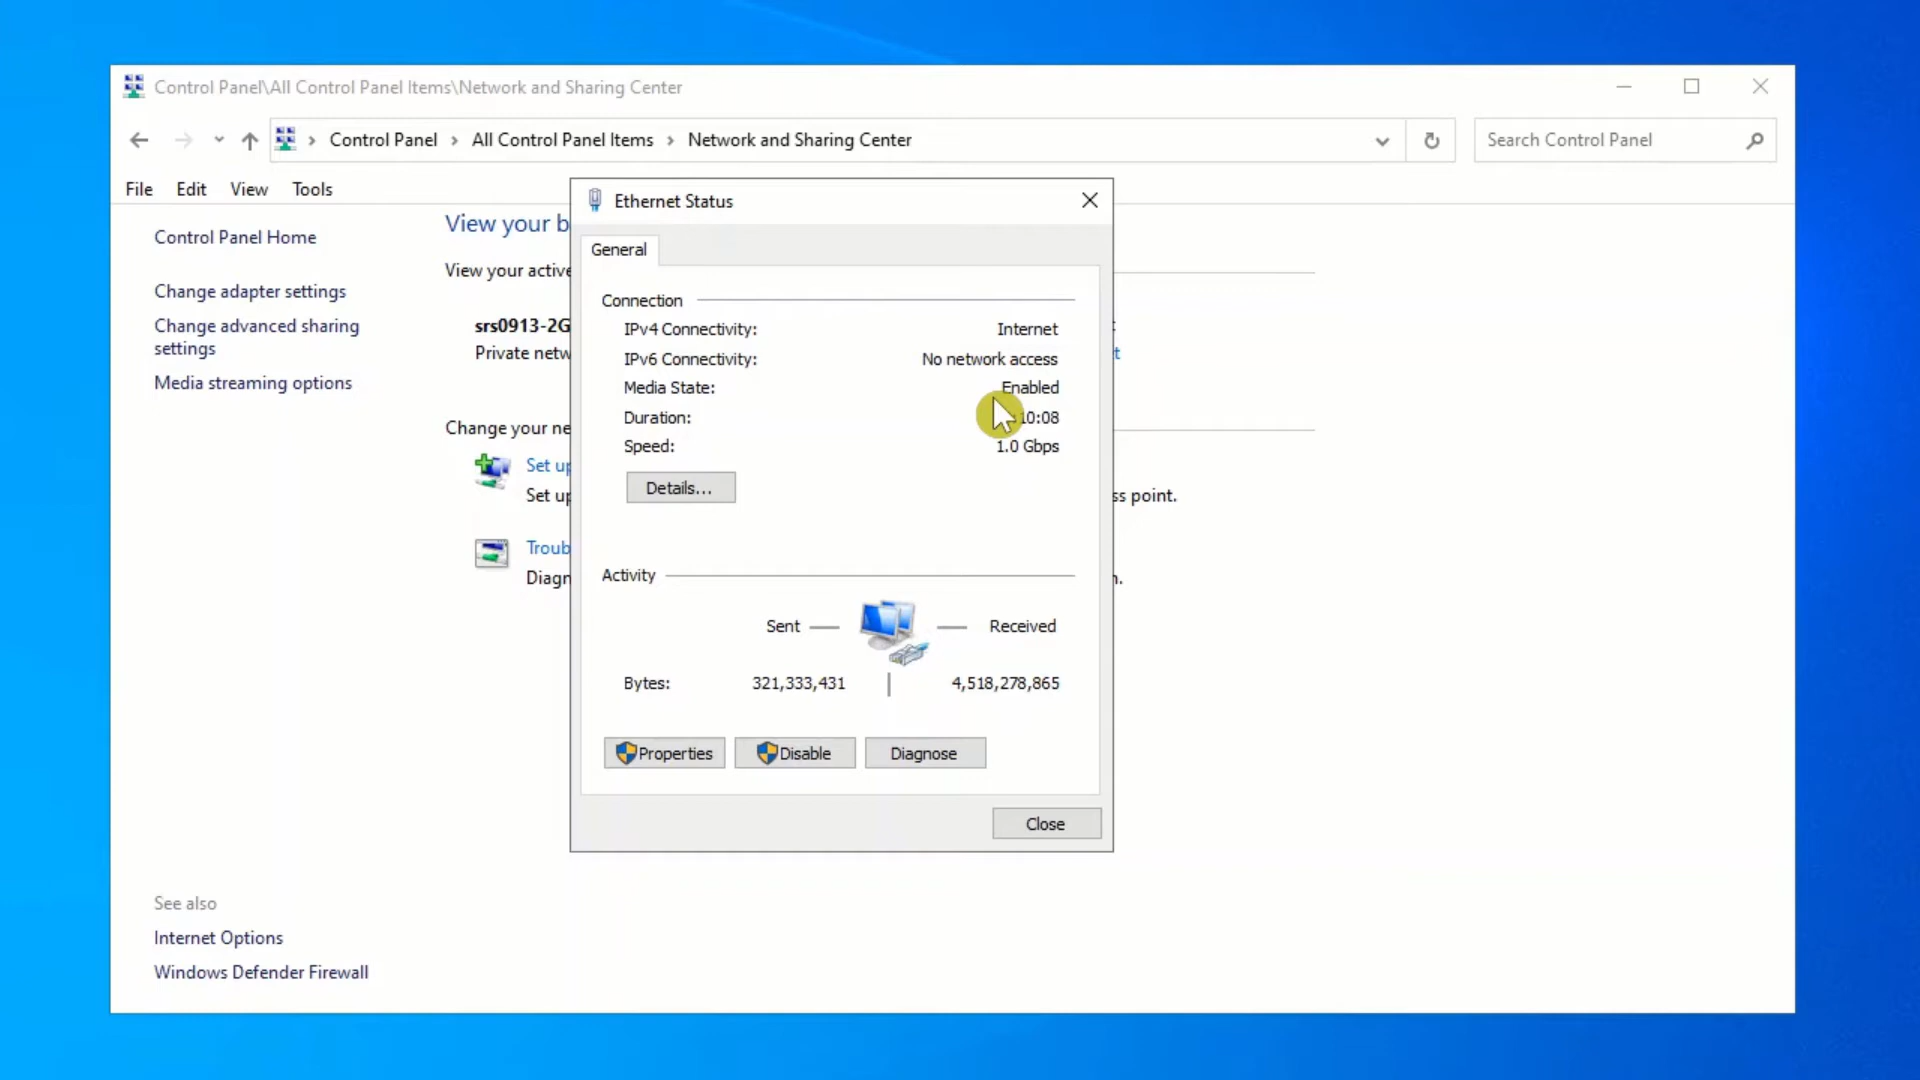 Control Panel\All Control Panel Items\Network and Sharing Center
Control Panel > All Control Panel Items > Network and Sharing Center
Search Control Panel
File Edit View Tools
Control Panel Home
Change adapter settings
Change advanced sharing
settings
Media streaming options
See also
Internet Options
Windows Defender Firewall
View your b
View your active
srs0913-2G
Private netw
t
Change your ne
Set up
Set up
ss point.
Troub
Diagn
Ethernet Status
General
Connection
IPv4 Connectivity: Internet
IPv6 Connectivity: No network access
Media State: Enabled
Duration: 10:08
Speed: 1.0 Gbps
Details...
Activity
Sent Received
Bytes: 321,333,431 4,518,278,865
Properties Disable Diagnose
Close